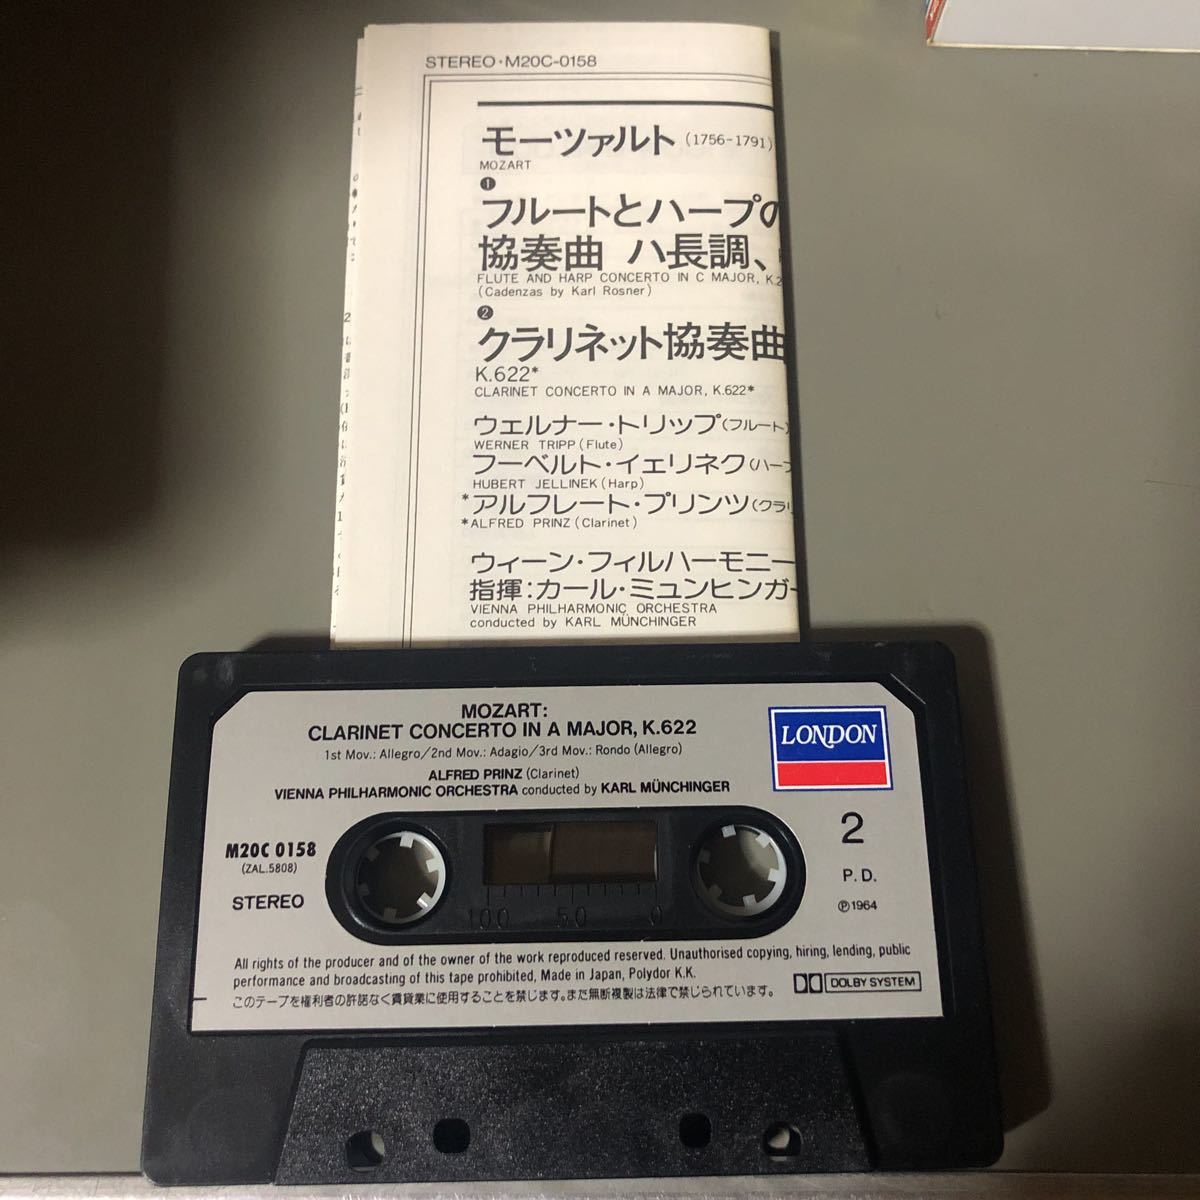 STEREO・M20C-0158
モーツァルト (1756-1791)
MOZART
❶
フルートとハープの
協奏曲 ハ長調、
FLUTE AND HARP CONCERTO IN C MAJOR, K.2
(Cadenzas by Karl Rosner)
❷
クラリネット協奏曲
K.622*
CLARINET CONCERTO IN A MAJOR, K.622*
ウェルナー・トリップ(フルート)
WERNER TRIPP (Flute)
フーベルト・イェリネク(ハープ
HUBERT JELLINEK (Harp)
*アルフレート・プリンツ(クラリ
*ALFRED PRINZ (Clarinet)
ウィーン・フィルハーモニー
指揮:カール・ミュンヒンガー
VIENNA PHILHARMONIC ORCHESTRA
conducted by KARL MÜNCHINGER
MOZART:
CLARINET CONCERTO IN A MAJOR, K.622
1st Mov.: Allegro/2nd Mov.: Adagio/3rd Mov.: Rondo (Allegro)
ALFRED PRINZ (Clarinet)
VIENNA PHILHARMONIC ORCHESTRA conducted by KARL MÜNCHINGER
LONDON
M20C 0158
(ZAL.5808)
STEREO
2
P.D.
℗1964
100 50 0
All rights of the producer and of the owner of the work reproduced reserved. Unauthorised copying, hiring, lending, public
performance and broadcasting of this tape prohibited, Made in Japan, Polydor K.K.
このテープを権利者の許諾なく賃貸業に使用することを禁じます。また無断複製は法律で禁じられています。
DOLBY SYSTEM